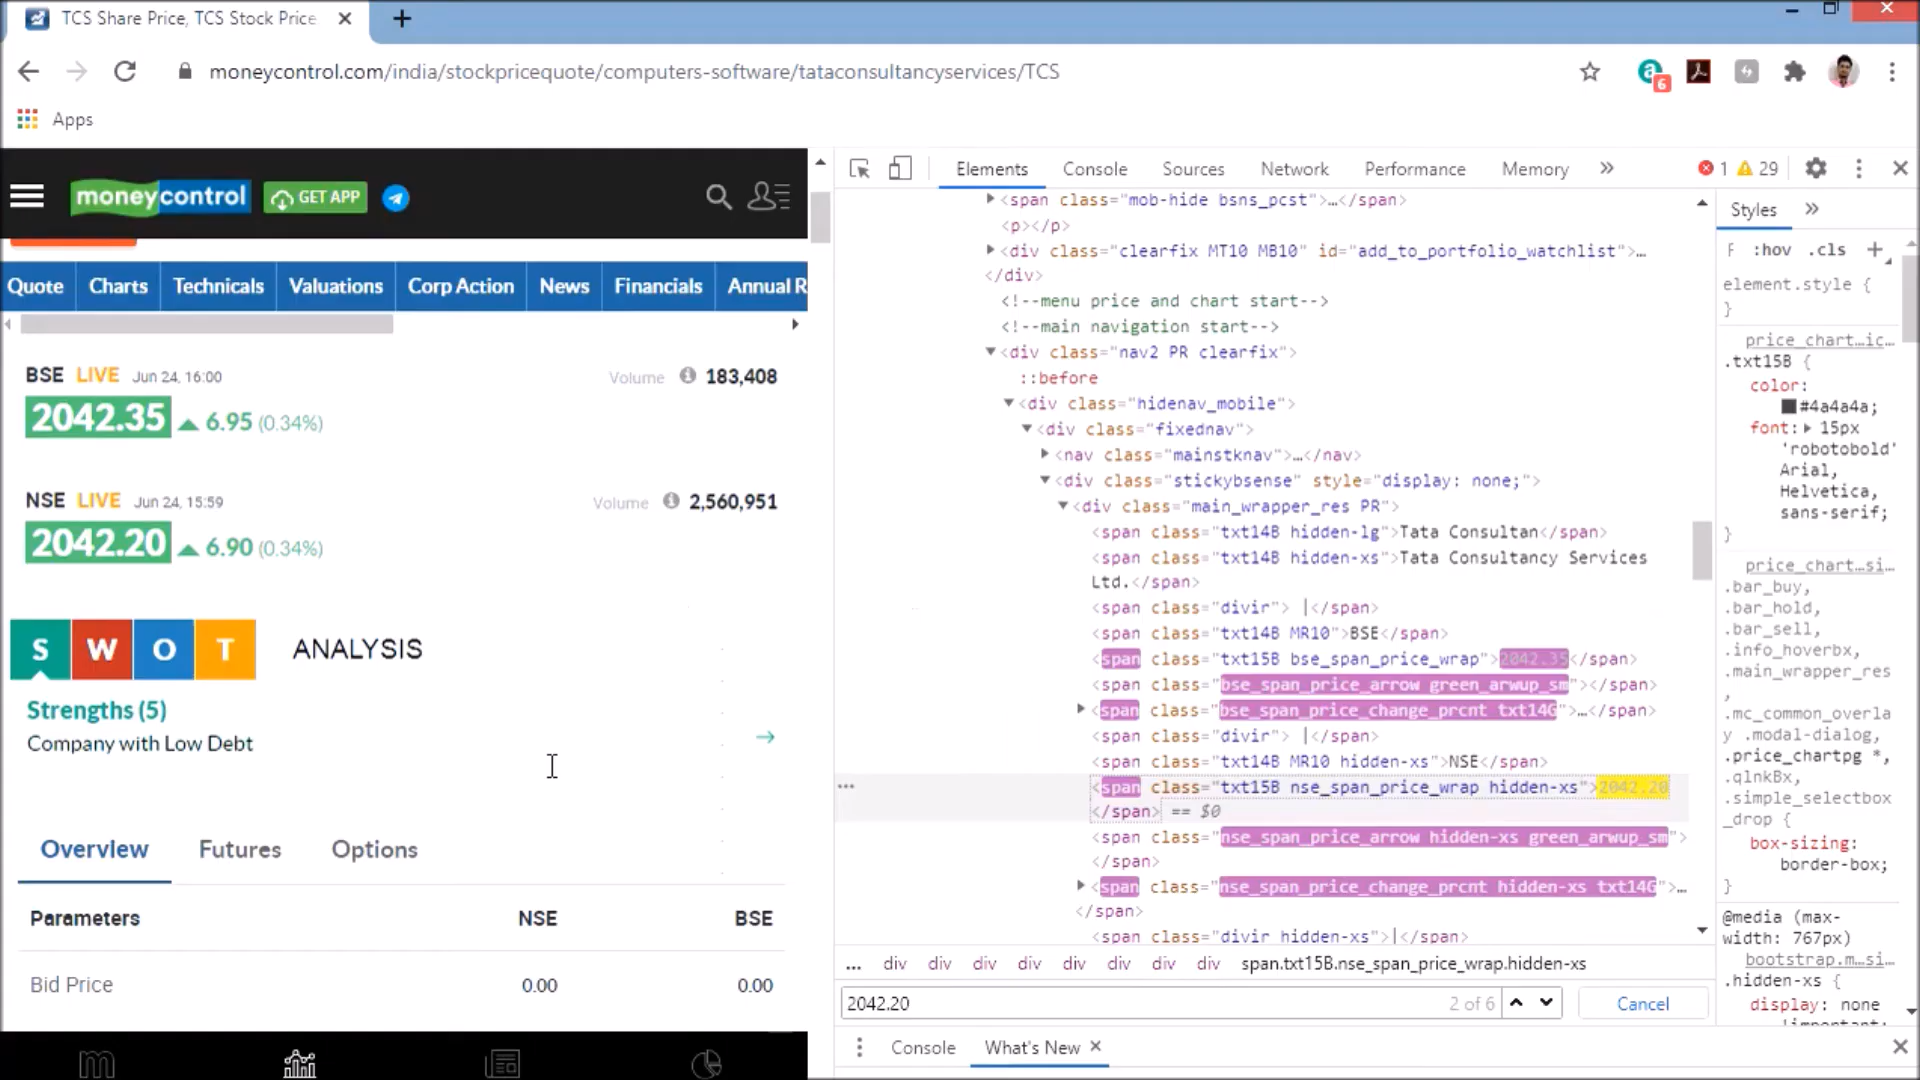 TCS Share Price, TCS Stock Price
moneycontrol.com/india/stockpricequote/computers-software/tataconsultancyservices/TCS
6
Apps
moneycontrol
GET APP
Quote Charts Technicals Valuations Corp Action News Financials Annual R
BSE LIVE Jun 24, 16:00 Volume 183,408
2042.35 6.95 (0.34%)
NSE LIVE Jun 24, 15:59 Volume 2,560,951
2042.20 6.90 (0.34%)
S W O T ANALYSIS
Strengths (5)
Company with Low Debt
Overview Futures Options
Parameters NSE BSE
Bid Price 0.00 0.00
Elements Console Sources Network Performance Memory » 1 29
<span class="mob-hide bsns_pcst">…</span>
<p></p>
<div class="clearfix MT10 MB10" id="add_to_portfolio_watchlist">…
</div>
<!--menu price and chart start-->
<!--main navigation start-->
<div class="nav2 PR clearfix">
::before
<div class="hidenav_mobile">
<div class="fixednav">
<nav class="mainstknav">…</nav>
<div class="stickybsense" style="display: none;">
<div class="main_wrapper_res PR">
<span class="txt14B hidden-lg">Tata Consultan</span>
<span class="txt14B hidden-xs">Tata Consultancy Services
Ltd.</span>
<span class="divir"> |</span>
<span class="txt14B MR10">BSE</span>
<span class="txt15B bse_span_price_wrap">2042.35</span>
<span class="bse_span_price_arrow green_arwup_sm"></span>
<span class="bse_span_price_change_prcnt txt14G">…</span>
<span class="divir"> |</span>
<span class="txt14B MR10 hidden-xs">NSE</span>
<span class="txt15B nse_span_price_wrap hidden-xs">2042.20
</span> == $0
<span class="nse_span_price_arrow hidden-xs green_arwup_sm">
</span>
<span class="nse_span_price_change_prcnt hidden-xs txt14G">…
</span>
<span class="divir hidden-xs">|</span>
... div div div div div div div div span.txt15B.nse_span_price_wrap.hidden-xs
2042.20 2 of 6 Cancel
Console What's New
Styles »
F :hov .cls +
element.style {
}
price_chart…ic…
.txt15B {
color:
#4a4a4a;
font: 15px
'robotobold'
Arial,
Helvetica,
sans-serif;
}
price_chart…si…
.bar_buy,
.bar_hold,
.bar_sell,
.info_hoverbx,
.main_wrapper_res
,
.mc_common_overla
y .modal-dialog,
.price_chartpg *,
.qlnkBx,
.simple_selectbox
_drop {
box-sizing:
border-box;
}
@media (max-
width: 767px)
bootstrap.m…si…
.hidden-xs {
display: none